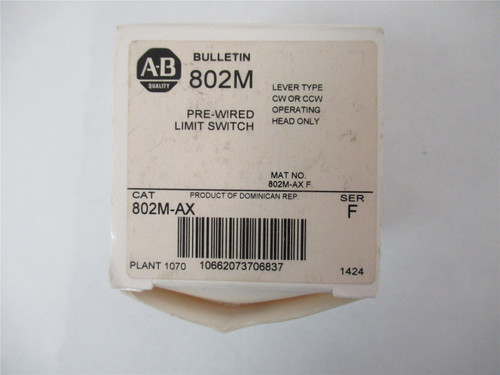 A-B
QUALITY
BULLETIN
802M
PRE-WIRED
LIMIT SWITCH
LEVER TYPE
CW OR CCW
OPERATING
HEAD ONLY
MAT NO.
802M-AX F
CAT
PRODUCT OF DOMINICAN REP.
SER
802M-AX
F
PLANT 1070
10662073706837
1424